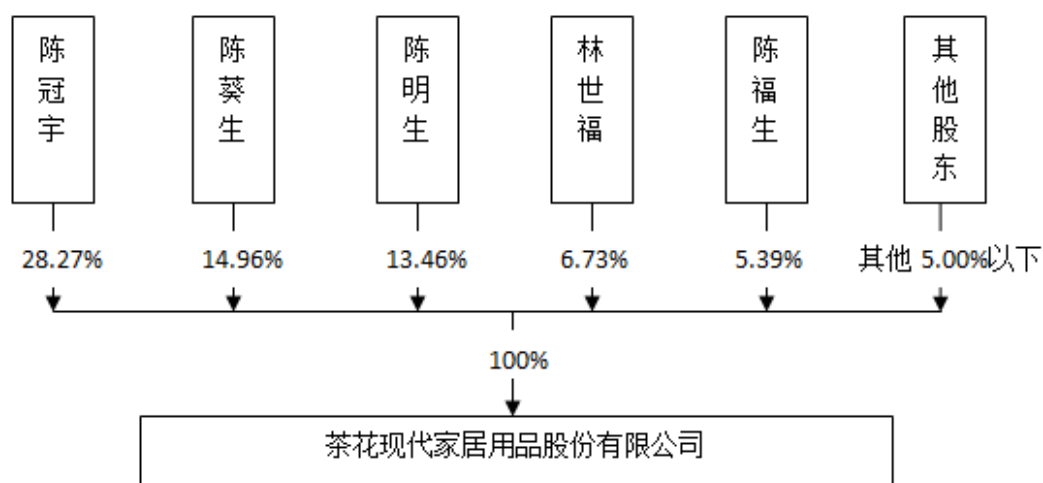 陈冠宇
陈葵生
陈明生
林世福
陈福生
其他股东
28.27%
14.96%
13.46%
6.73%
5.39%
其他 5.00%以下
100%
茶花现代家居用品股份有限公司